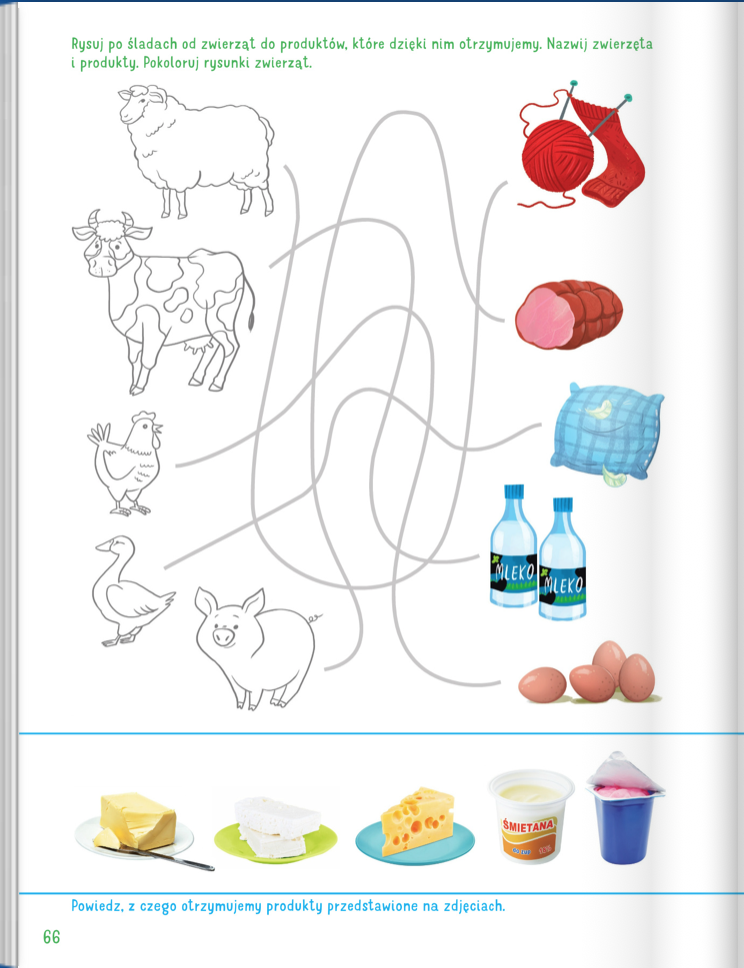 Rysuj po śladach od zwierząt do produktów, które dzięki nim otrzymujemy. Nazwij zwierzęta
i produkty. Pokoloruj rysunki zwierząt.
MLEKO
MLEKO
ŚMIETANA
18%
Powiedz, z czego otrzymujemy produkty przedstawione na zdjęciach.
66